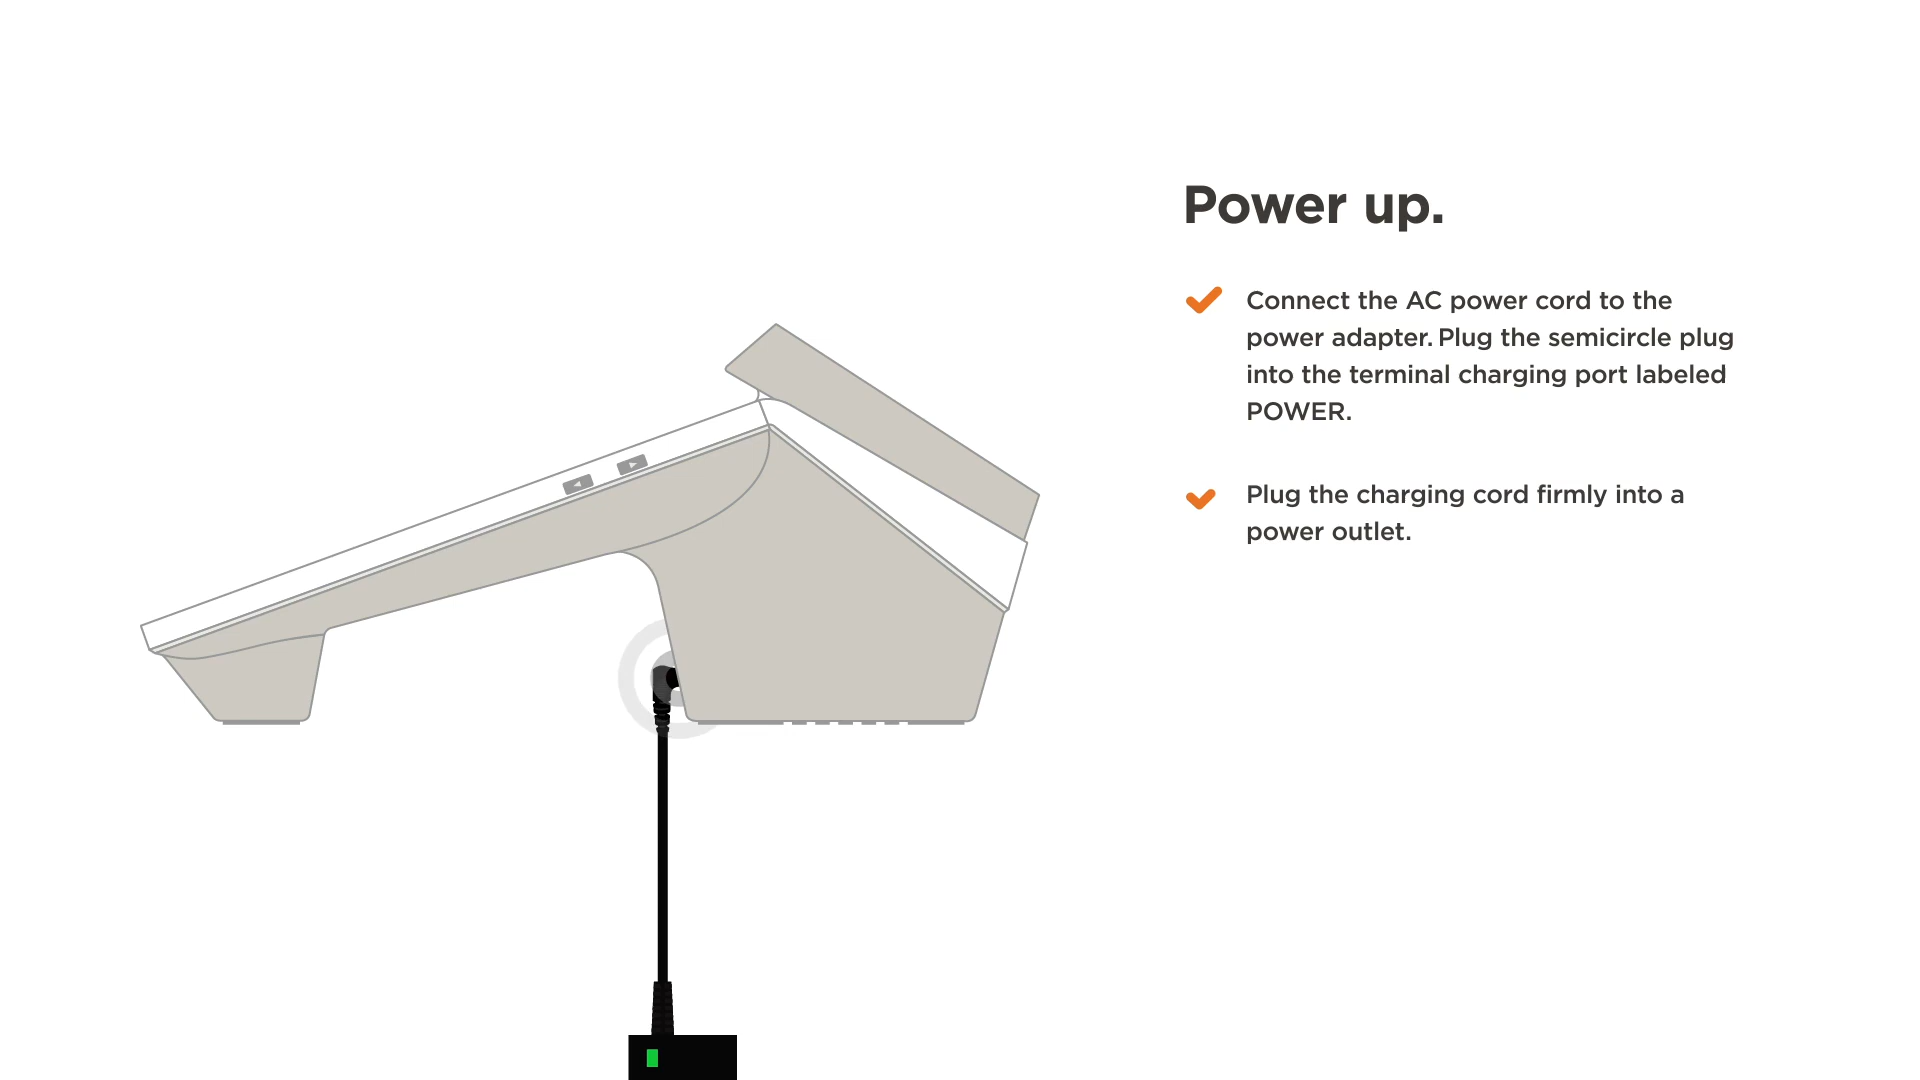 Power up.
Connect the AC power cord to the
power adapter. Plug the semicircle plug
into the terminal charging port labeled
POWER.
Plug the charging cord firmly into a
power outlet.